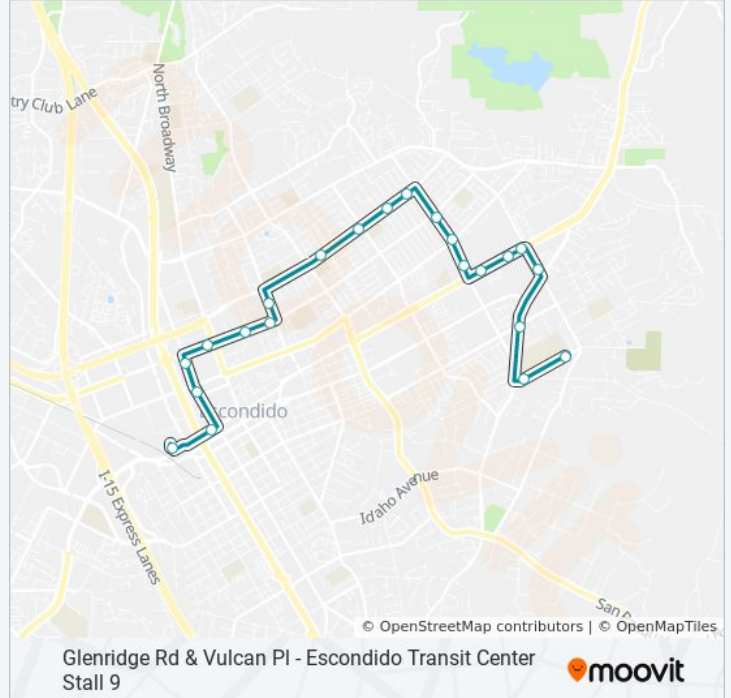 try Club Lane
North Broadway
Escondido
I-15 Express Lanes
Idaho Avenue
San
© OpenStreetMap contributors | © OpenMapTiles
Glenridge Rd & Vulcan Pl - Escondido Transit Center
Stall 9
moovit